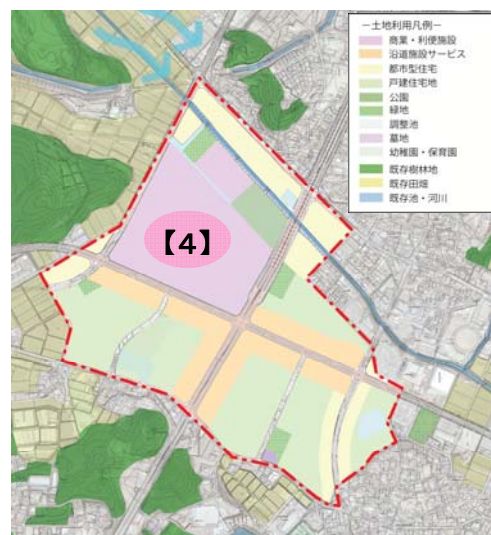 －土地利用凡例－
商業・利便施設
沿道施設サービス
都市型住宅
戸建住宅地
公園
緑地
調整池
墓地
幼稚園・保育園
既存樹林地
既存田畑
既存池・河川
【4】